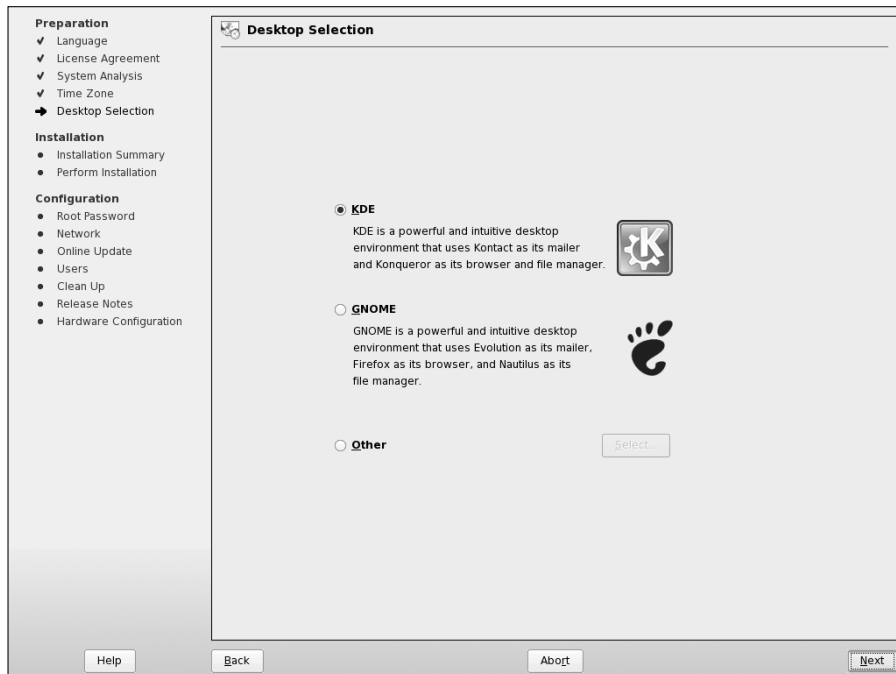 Preparation
Language
License Agreement
System Analysis
Time Zone
Desktop Selection
Installation
Installation Summary
Perform Installation
Configuration
Root Password
Network
Online Update
Users
Clean Up
Release Notes
Hardware Configuration
Desktop Selection
KDE
KDE is a powerful and intuitive desktop
environment that uses Kontact as its mailer
and Konqueror as its browser and file manager.
GNOME
GNOME is a powerful and intuitive desktop
environment that uses Evolution as its mailer,
Firefox as its browser, and Nautilus as its
file manager.
Other
Select...
Help
Back
Abort
Next